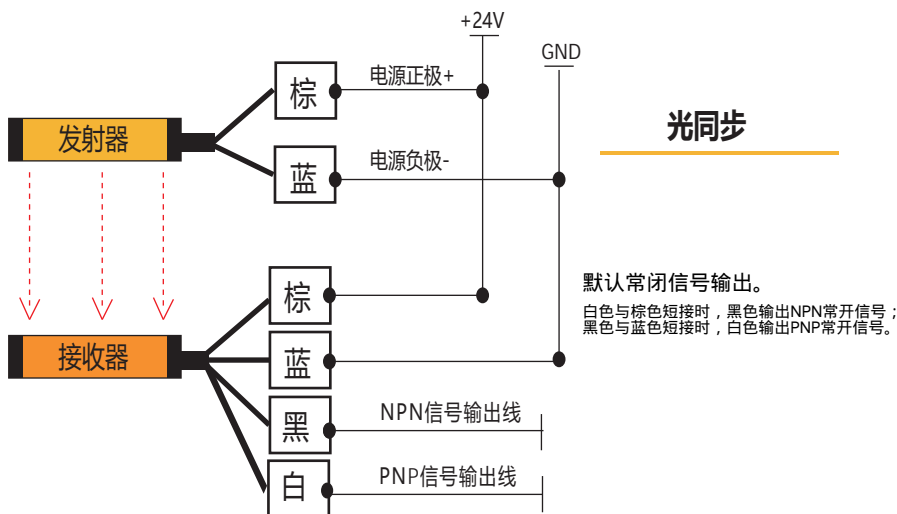 +24V
GND
棕
电源正极+
光同步
发射器
蓝
电源负极-
棕
默认常闭信号输出。
白色与棕色短接时，黑色输出NPN常开信号；
黑色与蓝色短接时，白色输出PNP常开信号。
接收器
蓝
黑
NPN信号输出线
白
PNP信号输出线